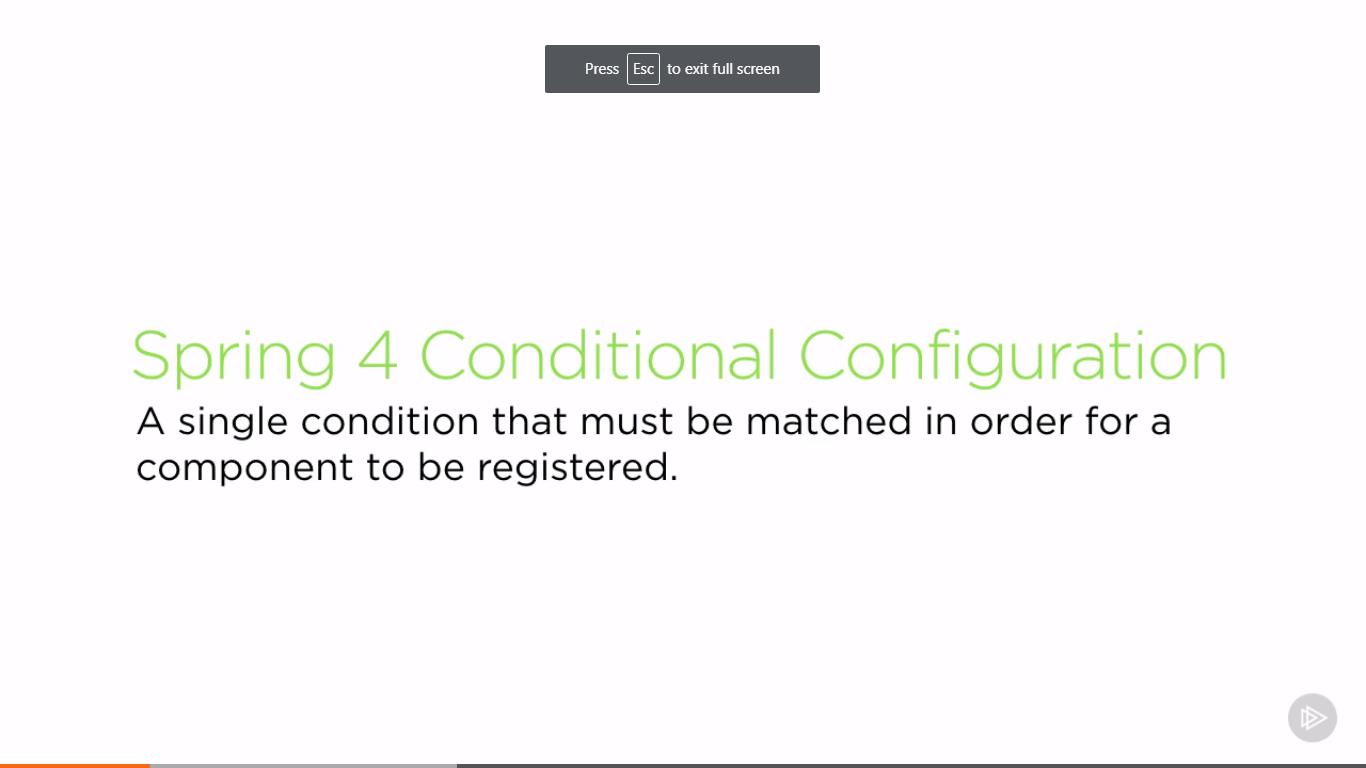 Press Esc to exit full screen
Spring 4 Conditional Configuration
A single condition that must be matched in order for a
component to be registered.